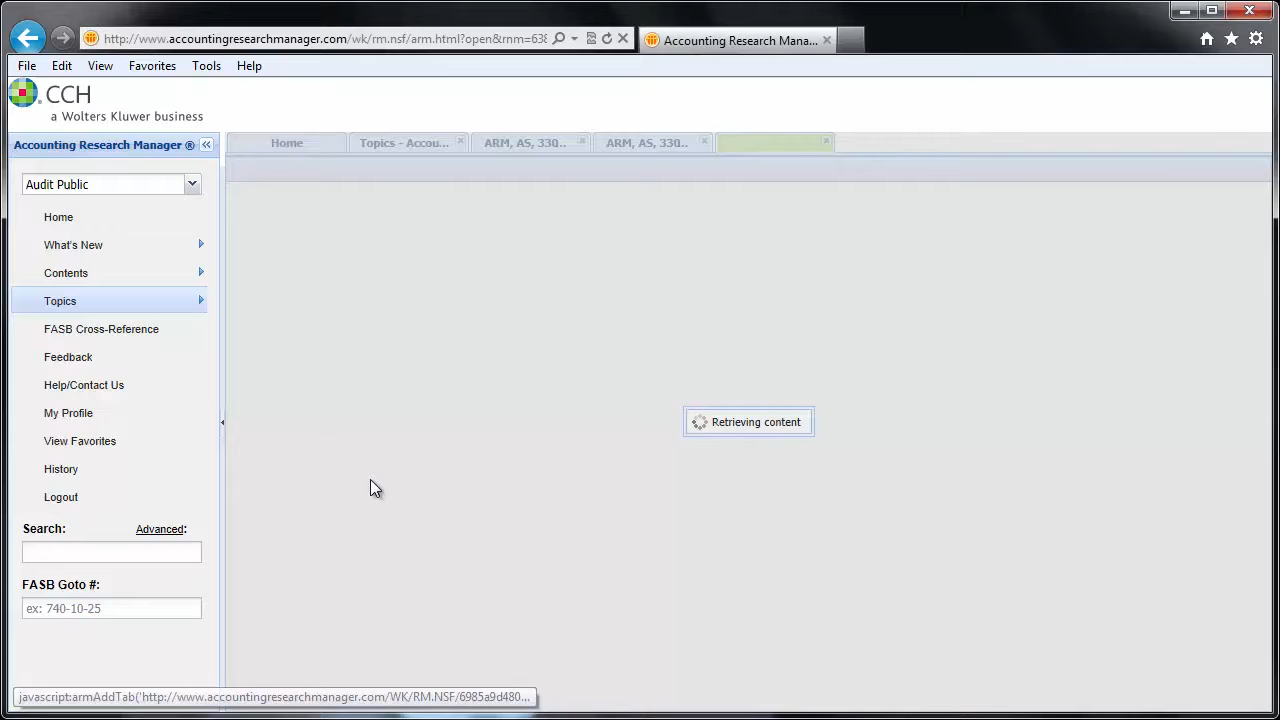 http://www.accountingresearchmanager.com/wk/rm.nsf/arm.html?open&rnm=638
Accounting Research Mana...
File Edit View Favorites Tools Help
CCH
a Wolters Kluwer business
Accounting Research Manager ®
Home
Topics - Accou...
ARM, AS, 330...
ARM, AS, 330...
Audit Public
Home
What's New
Contents
Topics
FASB Cross-Reference
Feedback
Help/Contact Us
My Profile
View Favorites
History
Logout
Search: Advanced:
FASB Goto #:
ex: 740-10-25
Retrieving content
javascript:armAddTab('http://www.accountingresearchmanager.com/WK/RM.NSF/6985a9d480...